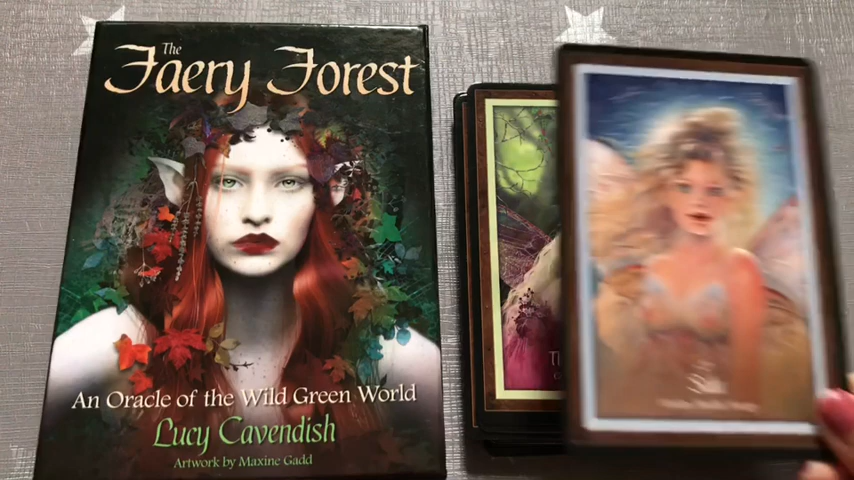 The
Faery Forest
An Oracle of the Wild Green World
Lucy Cavendish
Artwork by Maxine Gadd